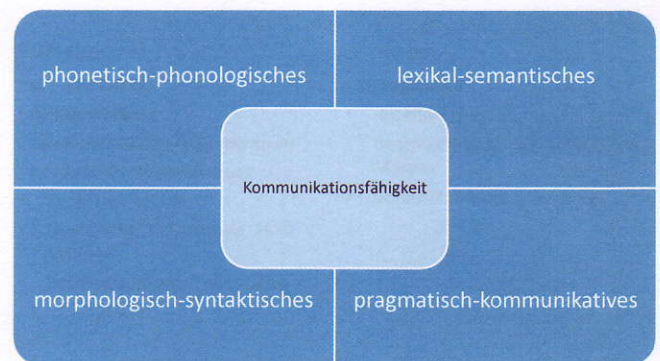 phonetisch-phonologisches
lexikal-semantisches
Kommunikationsfähigkeit
morphologisch-syntaktisches
pragmatisch-kommunikatives